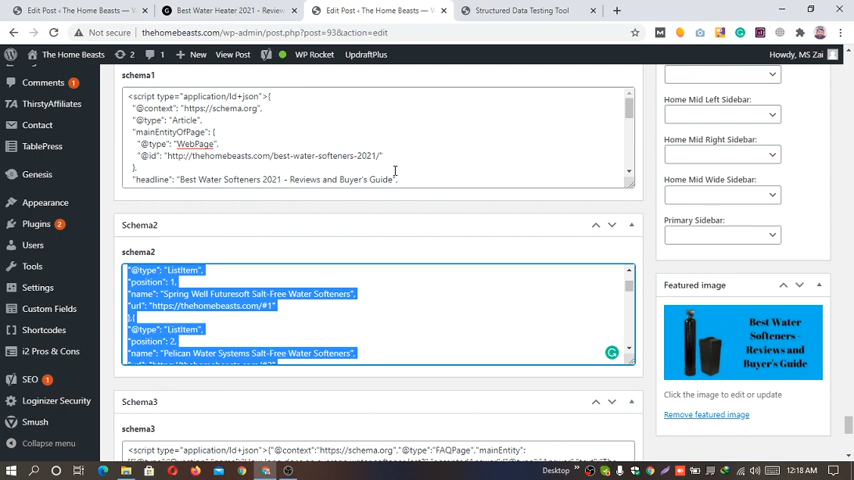 Edit Post ‹ The Home Beasts — W
Best Water Heater 2021 - Reviews
Edit Post ‹ The Home Beasts — W
Structured Data Testing Tool
Not secure
thehomebeasts.com/wp-admin/post.php?post=93&action=edit
The Home Beasts
2
1
New
View Post
WP Rocket
UpdraftPlus
Howdy, MS Zai
Comments 1
ThirstyAffiliates
Contact
TablePress
Genesis
Appearance
Plugins 2
Users
Tools
Settings
Custom Fields
Shortcodes
i2 Pros & Cons
SEO 1
Loginizer Security
Smush
Collapse menu
schema1
<script type="application/ld+json">{
"@context": "https://schema.org",
"@type": "Article",
"mainEntityOfPage": {
"@type": "WebPage",
"@id": "http://thehomebeasts.com/best-water-softeners-2021/"
},
"headline": "Best Water Softeners 2021 - Reviews and Buyer's Guide",
Schema2
schema2
"@type": "ListItem",
"position": 1,
"name": "Spring Well Futuresoft Salt-Free Water Softeners",
"url": "https://thehomebeasts.com/#1"
},{
"@type": "ListItem",
"position": 2,
"name": "Pelican Water Systems Salt-Free Water Softeners",
Schema3
schema3
<script type="application/ld+json">{"@context":"https://schema.org","@type":"FAQPage","mainEntity":
Home Mid Left Sidebar:
Home Mid Right Sidebar:
Home Mid Wide Sidebar:
Primary Sidebar:
Featured image
Best Water
Softeners -
Reviews and
Buyer's Guide
Click the image to edit or update
Remove featured image
Desktop
12:18 AM